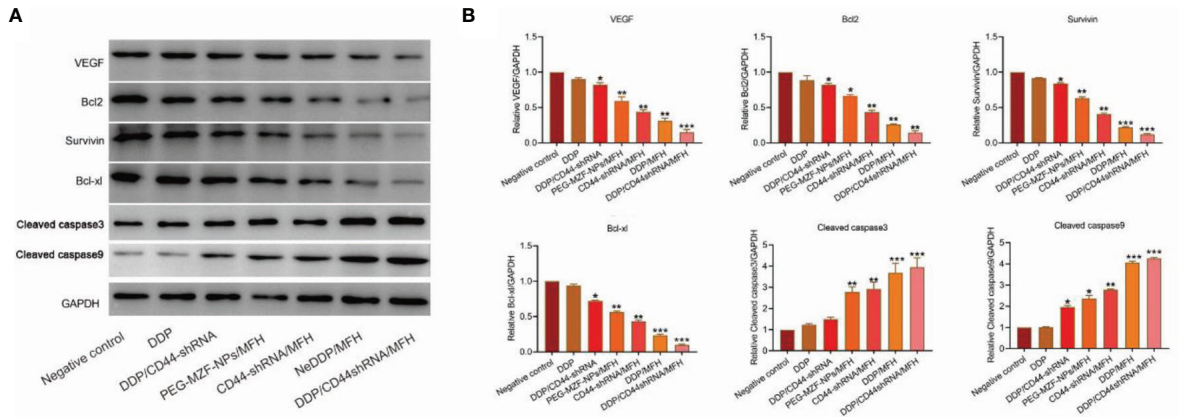 A
VEGF
Bcl2
Survivin
Bcl-xl
Cleaved caspase3
Cleaved caspase9
GAPDH
Negative control
DDP
DDP/CD44-shRNA
PEG-MZF-NPs/MFH
CD44-shRNA/MFH
NeDDP/MFH
DDP/CD44shRNA/MFH
B
VEGF
Relative VEGF/GAPDH
1.5
1.0
0.5
0.0
*
**
**
**
***
Negative control
DDP
DDP/CD44-shRNA
PEG-MZF-NPs/MFH
CD44-shRNA/MFH
DDP/MFH
DDP/CD44shRNA/MFH
Bcl2
Relative Bcl2/GAPDH
1.5
1.0
0.5
0.0
*
*
**
**
**
Negative control
DDP
DDP/CD44-shRNA
PEG-MZF-NPs/MFH
CD44-shRNA/MFH
DDP/MFH
DDP/CD44shRNA/MFH
Survivin
Relative Survivin/GAPDH
1.5
1.0
0.5
0.0
*
**
**
***
***
Negative control
DDP
DDP/CD44-shRNA
PEG-MZF-NPs/MFH
CD44-shRNA/MFH
DDP/MFH
DDP/CD44shRNA/MFH
Bcl-xl
Relative Bcl-xl/GAPDH
1.5
1.0
0.5
0.0
*
**
**
***
***
Negative control
DDP
DDP/CD44-shRNA
PEG-MZF-NPs/MFH
CD44-shRNA/MFH
DDP/MFH
DDP/CD44shRNA/MFH
Cleaved caspase3
Relative Cleaved caspase3/GAPDH
5
4
3
2
1
0
**
**
***
***
Negative control
DDP
DDP/CD44-shRNA
PEG-MZF-NPs/MFH
CD44-shRNA/MFH
DDP/MFH
DDP/CD44shRNA/MFH
Cleaved caspase9
Relative Cleaved caspase9/GAPDH
5
4
3
2
1
0
*
*
**
***
***
Negative control
DDP
DDP/CD44-shRNA
PEG-MZF-NPs/MFH
CD44-shRNA/MFH
DDP/MFH
DDP/CD44shRNA/MFH